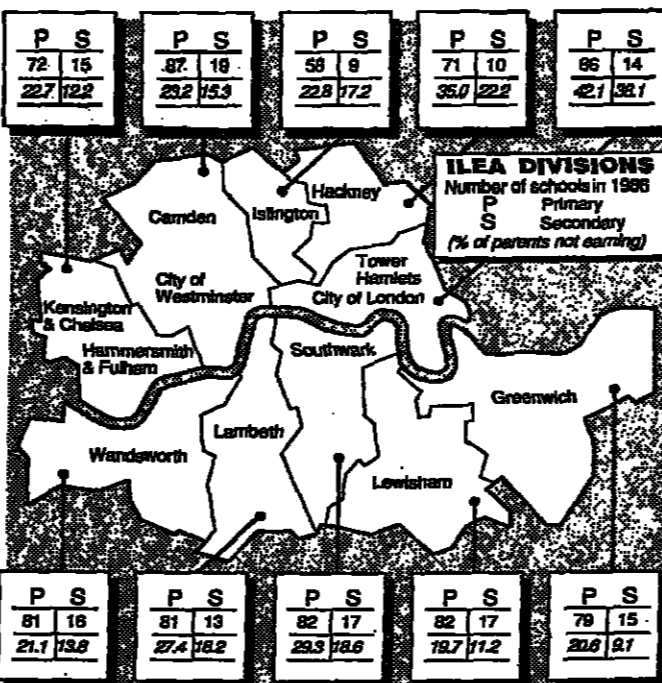 P S
72 15
22.7 12.2
P S
87 19
23.2 15.3
P S
58 9
22.8 17.2
P S
71 10
35.0 22.2
P S
86 14
42.1 38.1
ILEA DIVISIONS
Number of schools in 1986
P Primary
S Secondary
(% of parents not earning)
Hackney
Islington
Camden
Tower
Hamlets
City of London
City of
Westminster
Kensington
& Chelsea
Hammersmith
& Fulham
Southwark
Greenwich
Lambeth
Wandsworth
Lewisham
P S
81 16
21.1 13.8
P S
81 13
27.4 18.2
P S
82 17
29.3 18.6
P S
82 17
19.7 11.2
P S
79 15
20.6 9.1